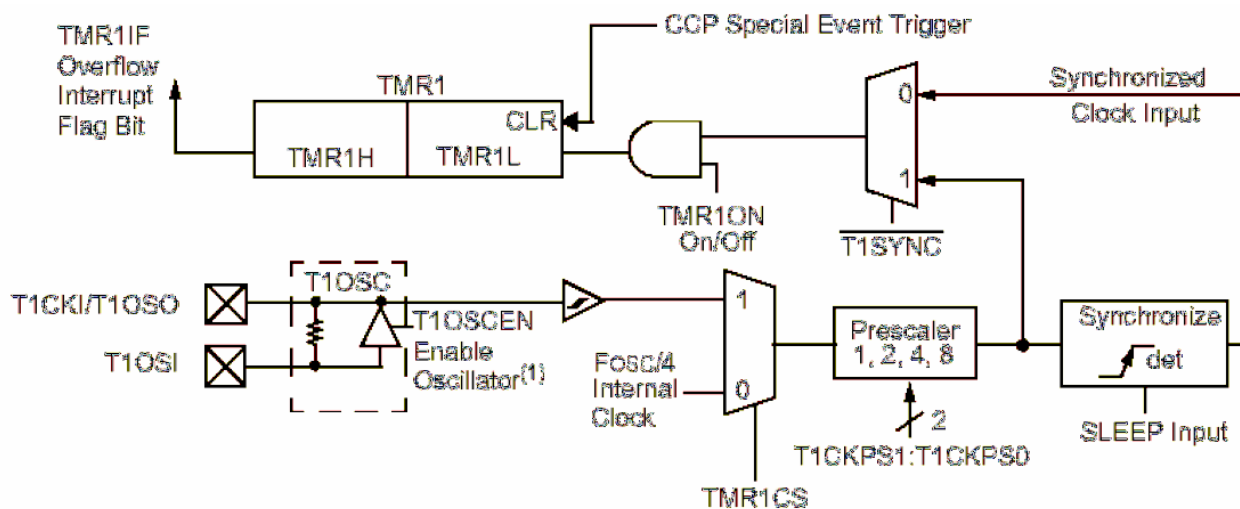 CCP Special Event Trigger
TMR1IF
Overflow
Interrupt
Flag Bit
TMR1
CLR
TMR1H
TMR1L
0
1
Synchronized
Clock Input
TMR1ON
On/Off
T1SYNC
T1OSC
T1CKI/T1OSO
T1OSI
T1OSCEN
Enable
Oscillator(1)
FOSC/4
Internal
Clock
1
0
TMR1CS
Prescaler
1, 2, 4, 8
2
T1CKPS1:T1CKPS0
Synchronize
det
SLEEP Input